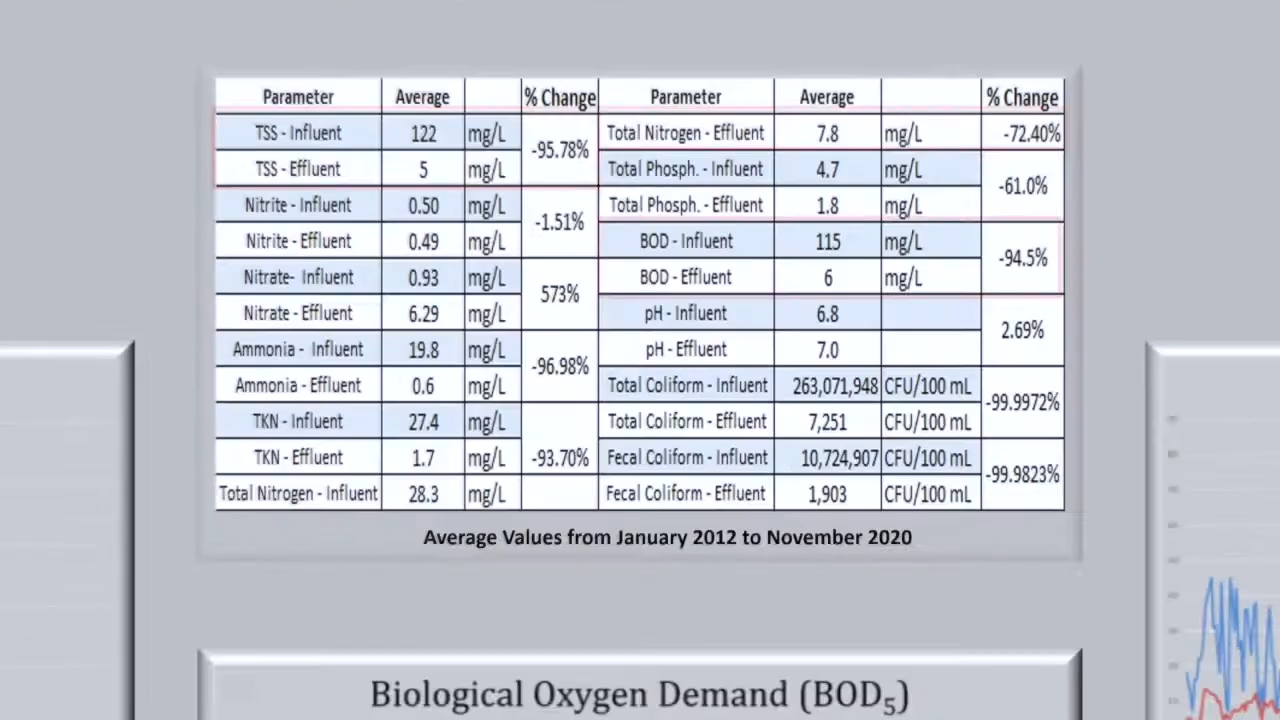 Parameter Average % Change Parameter Average % Change
TSS - Influent 122 mg/L -95.78% Total Nitrogen - Effluent 7.8 mg/L -72.40%
TSS - Effluent 5 mg/L Total Phosph. - Influent 4.7 mg/L -61.0%
Nitrite - Influent 0.50 mg/L -1.51% Total Phosph. - Effluent 1.8 mg/L
Nitrite - Effluent 0.49 mg/L BOD - Influent 115 mg/L -94.5%
Nitrate- Influent 0.93 mg/L 573% BOD - Effluent 6 mg/L
Nitrate - Effluent 6.29 mg/L pH - Influent 6.8 2.69%
Ammonia - Influent 19.8 mg/L -96.98% pH - Effluent 7.0
Ammonia - Effluent 0.6 mg/L Total Coliform - Influent 263,071,948 CFU/100 mL -99.9972%
TKN - Influent 27.4 mg/L Total Coliform - Effluent 7,251 CFU/100 mL
TKN - Effluent 1.7 mg/L -93.70% Fecal Coliform - Influent 10,724,907 CFU/100 mL -99.9823%
Total Nitrogen - Influent 28.3 mg/L Fecal Coliform - Effluent 1,903 CFU/100 mL
Average Values from January 2012 to November 2020
Biological Oxygen Demand (BOD₅)